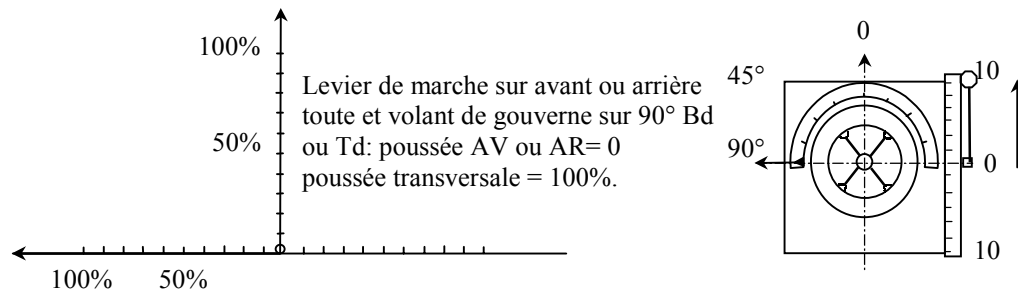 100%
50%
100% 50%
Levier de marche sur avant ou arrière
toute et volant de gouverne sur 90° Bd
ou Td: poussée AV ou AR= 0
poussée transversale = 100%.
0
45°
90°
10
0
10